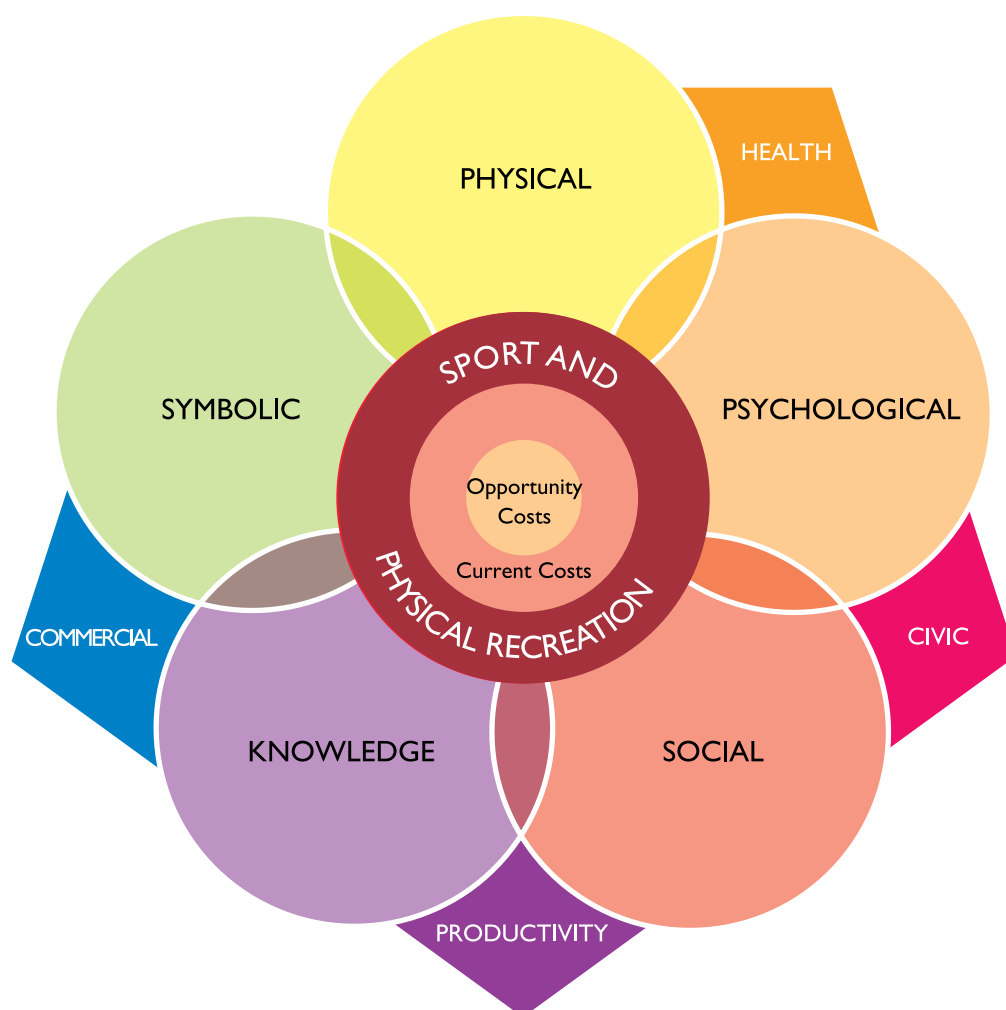 PHYSICAL
HEALTH
SYMBOLIC
PSYCHOLOGICAL
SPORT AND
PHYSICAL RECREATION
Opportunity
Costs
Current Costs
COMMERCIAL
CIVIC
KNOWLEDGE
SOCIAL
PRODUCTIVITY